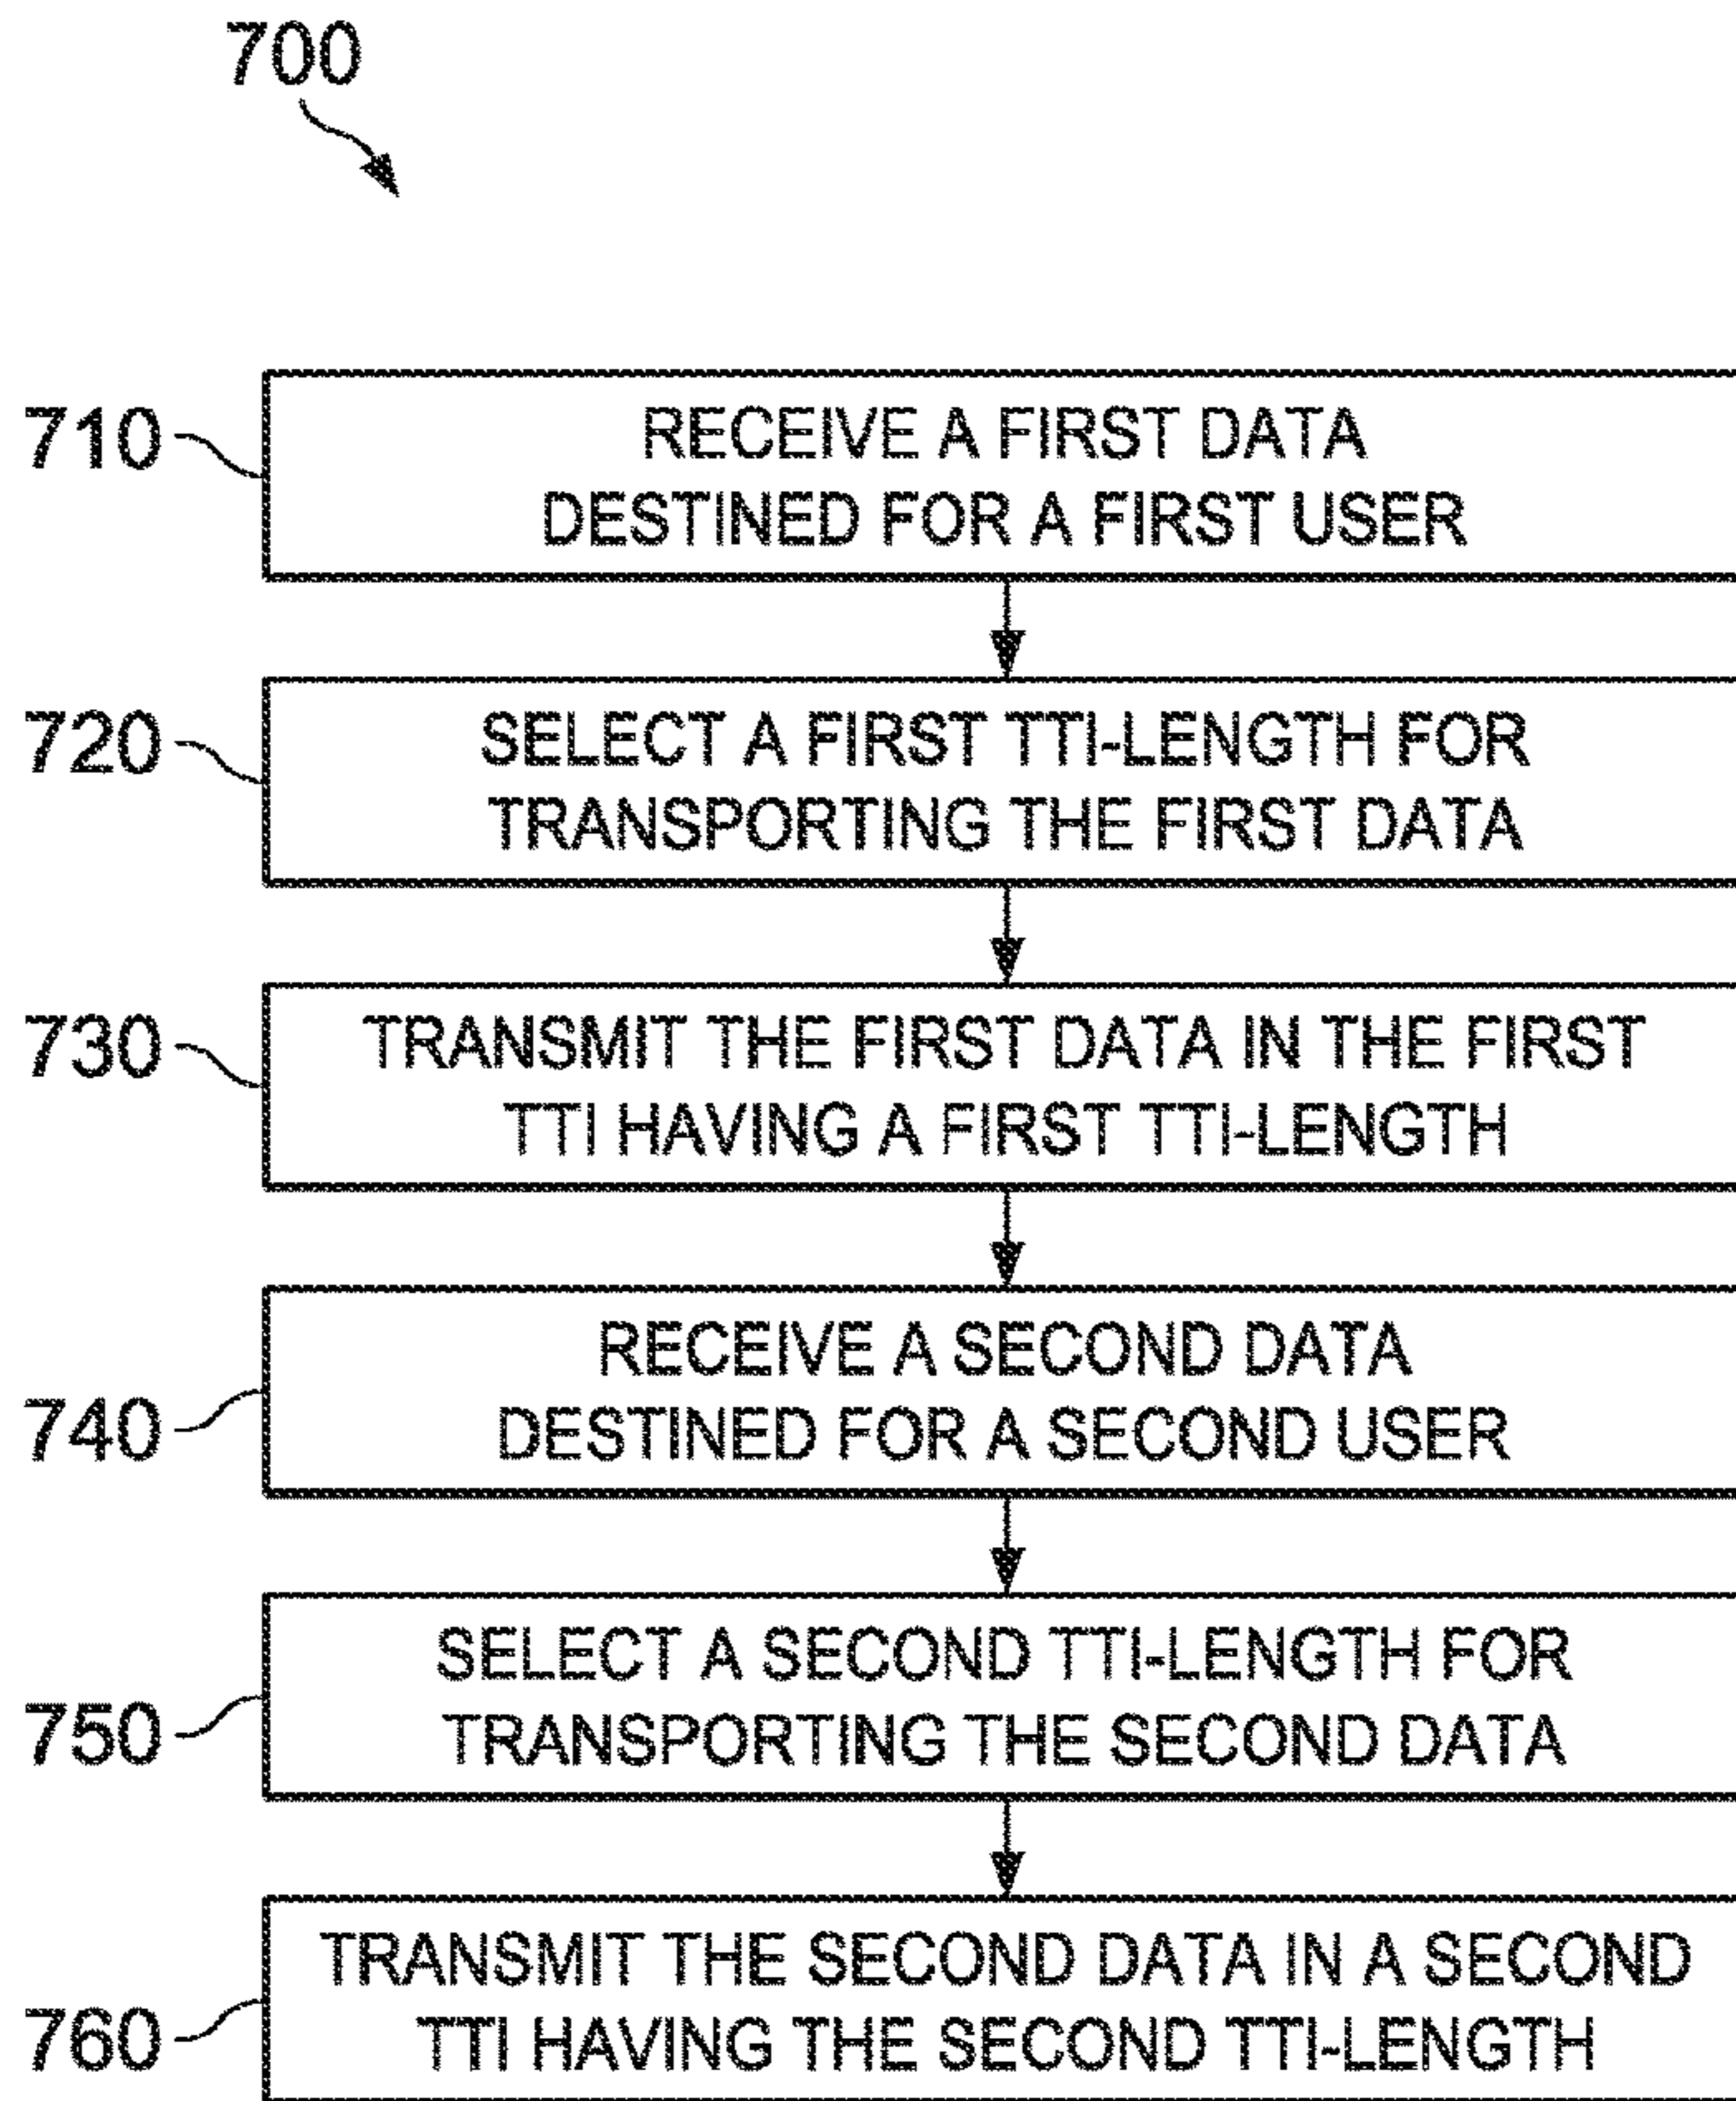 700
710
RECEIVE A FIRST DATA
DESTINED FOR A FIRST USER
720
SELECT A FIRST TTI-LENGTH FOR
TRANSPORTING THE FIRST DATA
730
TRANSMIT THE FIRST DATA IN THE FIRST
TTI HAVING A FIRST TTI-LENGTH
740
RECEIVE A SECOND DATA
DESTINED FOR A SECOND USER
750
SELECT A SECOND TTI-LENGTH FOR
TRANSPORTING THE SECOND DATA
760
TRANSMIT THE SECOND DATA IN A SECOND
TTI HAVING THE SECOND TTI-LENGTH